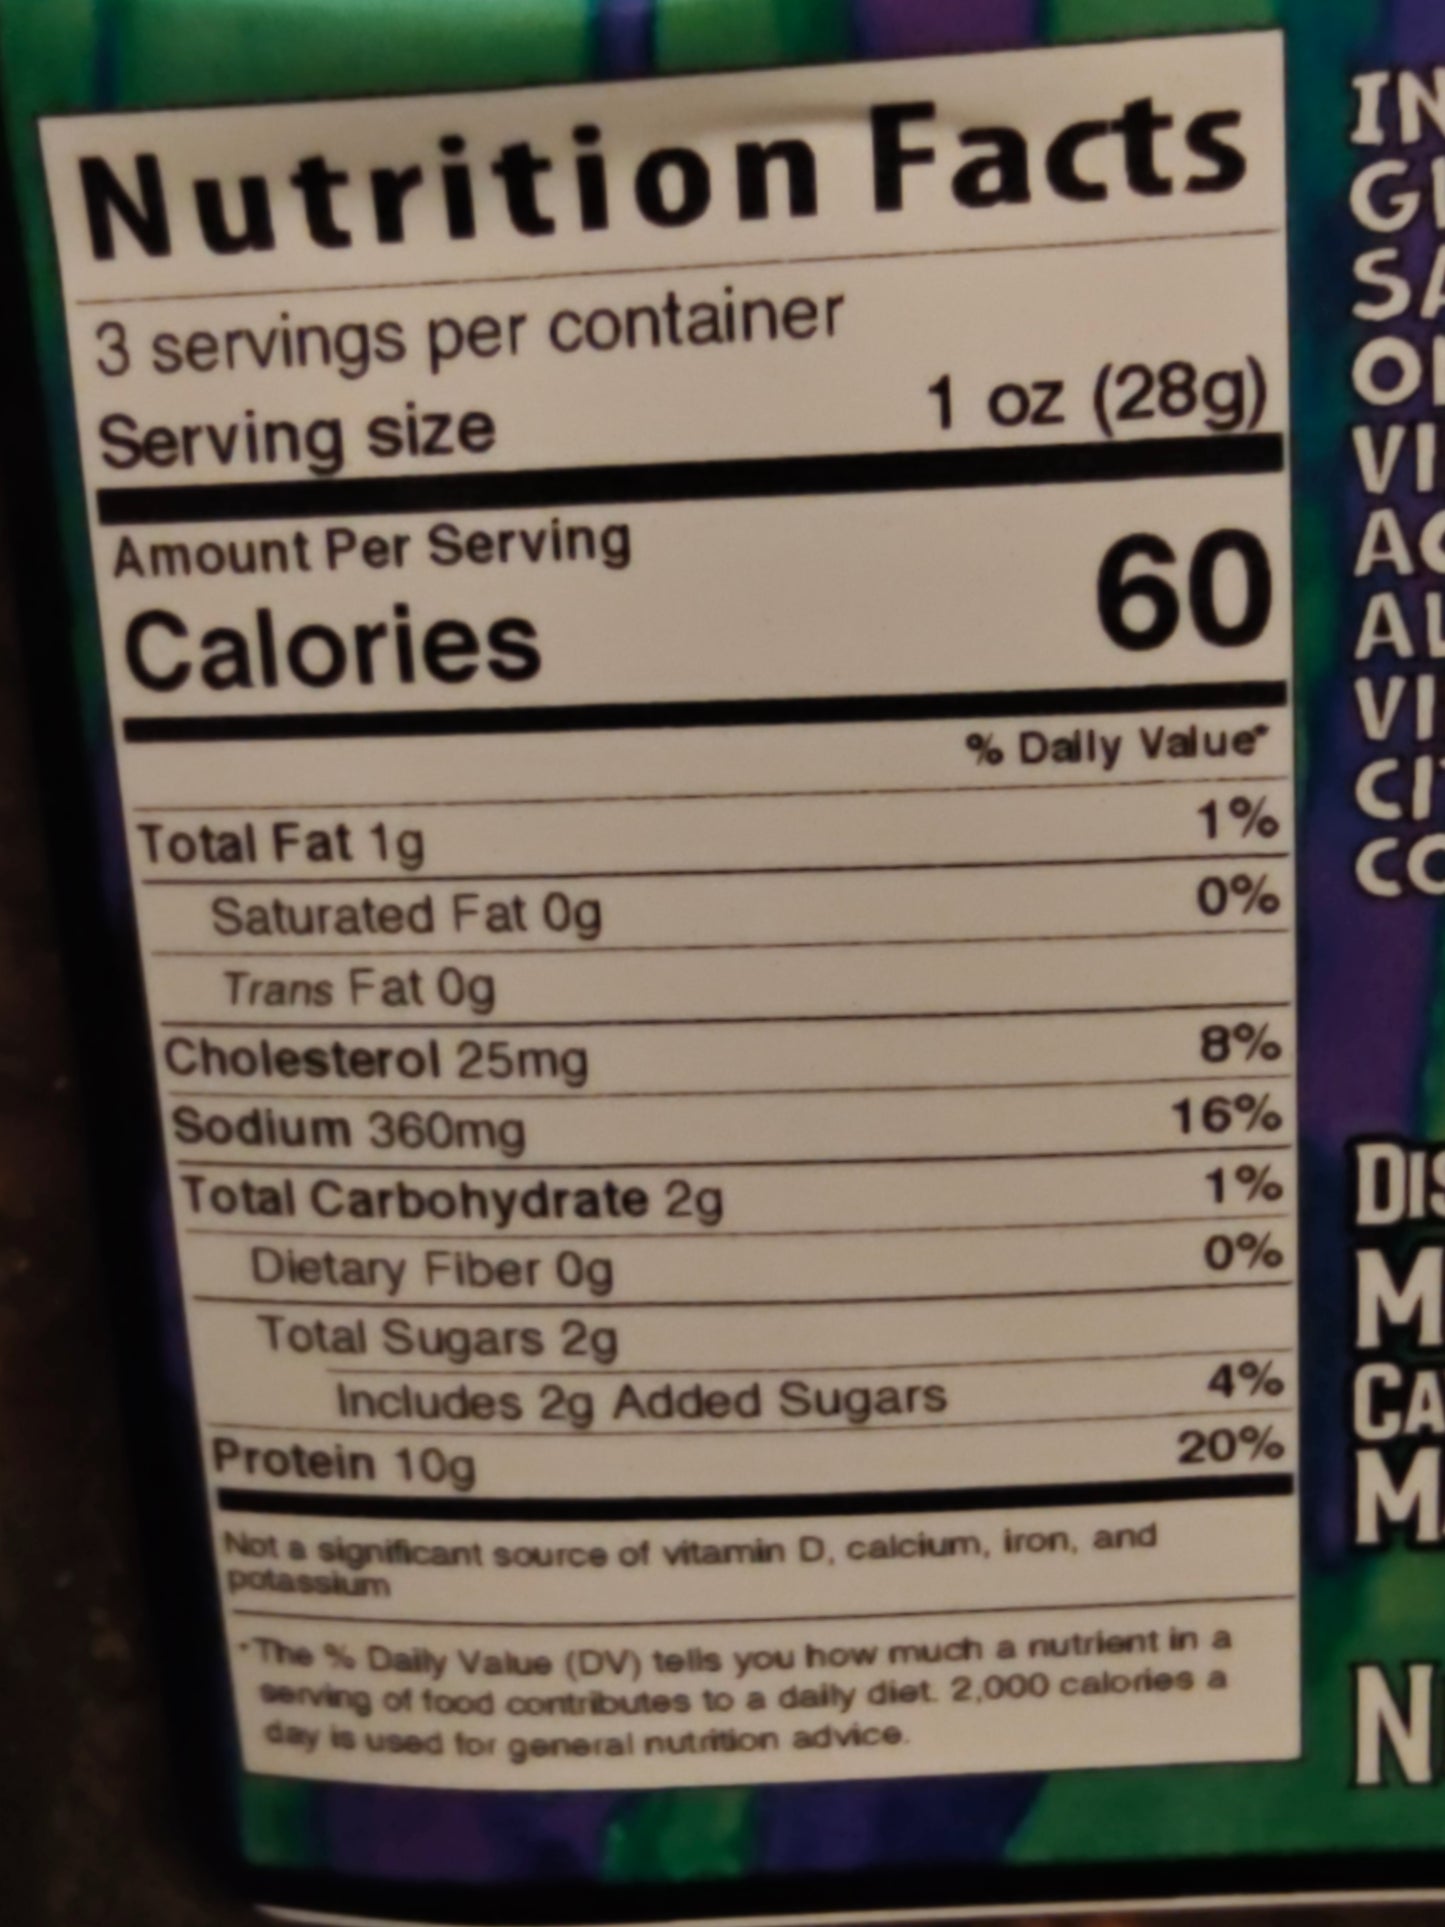 Nutrition Facts
3 servings per container
Serving size 1 oz (28g)
Amount Per Serving
Calories 60
% Daily Value*
Total Fat 1g 1%
Saturated Fat 0g 0%
Trans Fat 0g
Cholesterol 25mg 8%
Sodium 360mg 16%
Total Carbohydrate 2g 1%
Dietary Fiber 0g 0%
Total Sugars 2g
Includes 2g Added Sugars 4%
Protein 10g 20%
Not a significant source of vitamin D, calcium, iron, and
potassium
*The % Daily Value (DV) tells you how much a nutrient in a
serving of food contributes to a daily diet. 2,000 calories a
day is used for general nutrition advice.